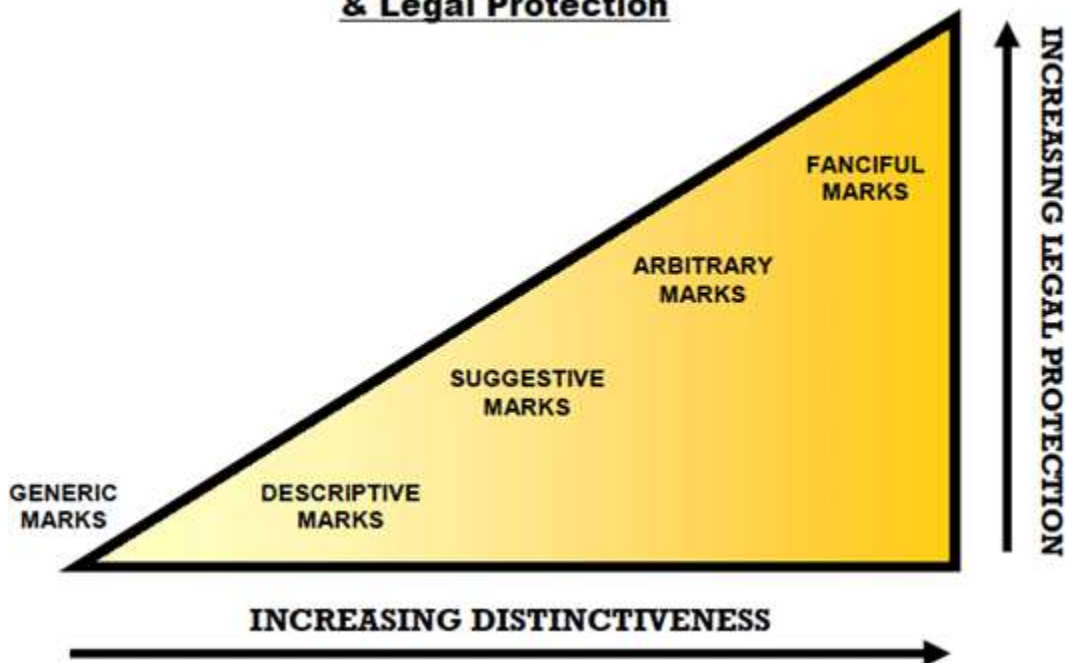 & Legal Protection
FANCIFUL
MARKS
ARBITRARY
MARKS
SUGGESTIVE
MARKS
GENERIC
MARKS
DESCRIPTIVE
MARKS
INCREASING DISTINCTIVENESS
INCREASING LEGAL PROTECTION